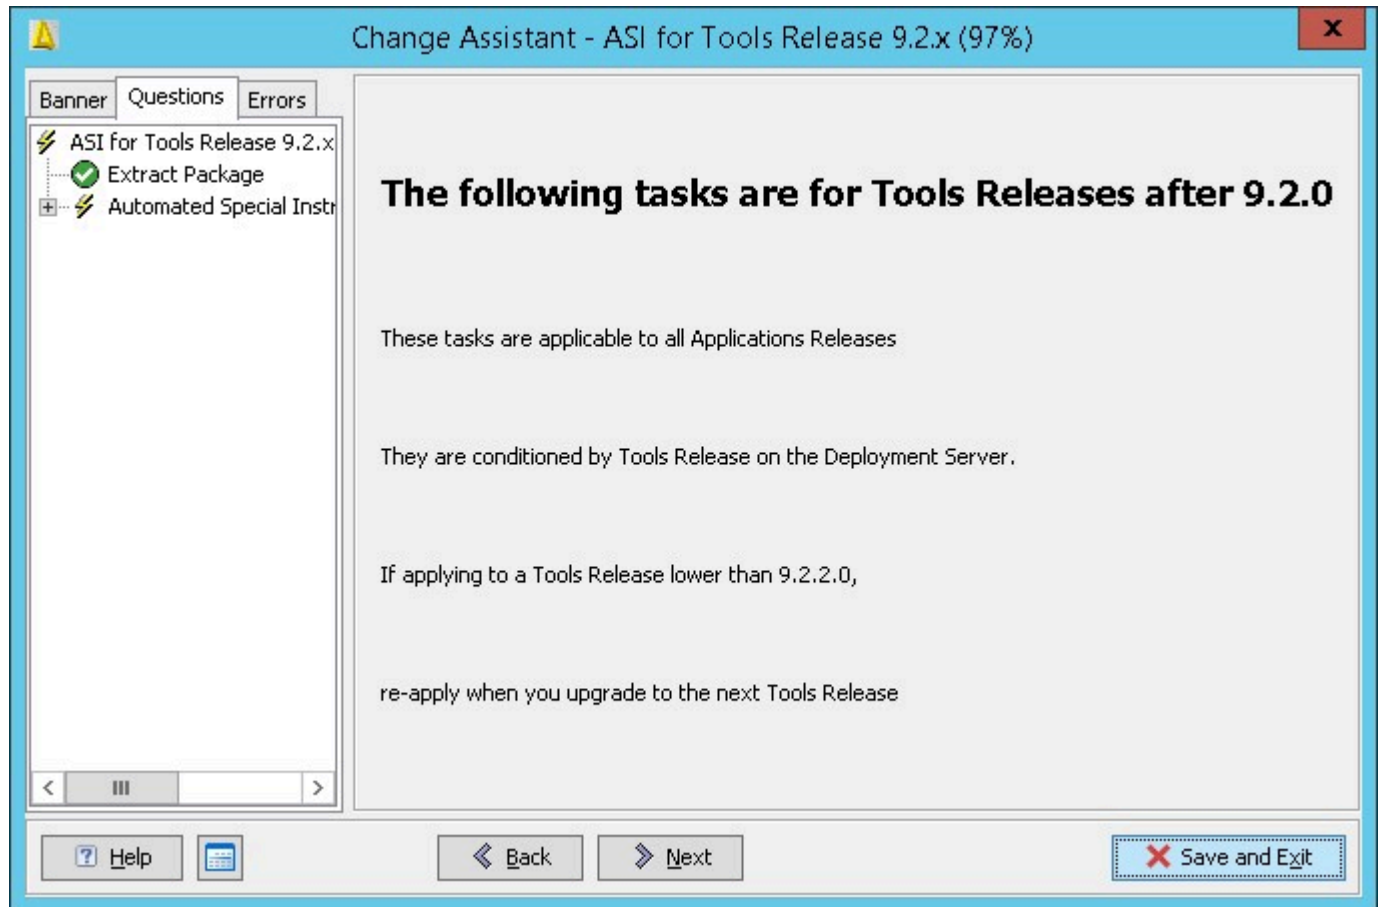 Change Assistant - ASI for Tools Release 9.2.x (97%)
x
Banner
Questions
Errors
ASI for Tools Release 9.2.x
Extract Package
Automated Special Instr
The following tasks are for Tools Releases after 9.2.0
These tasks are applicable to all Applications Releases
They are conditioned by Tools Release on the Deployment Server.
If applying to a Tools Release lower than 9.2.2.0,
re-apply when you upgrade to the next Tools Release
Help
Back
Next
Save and Exit